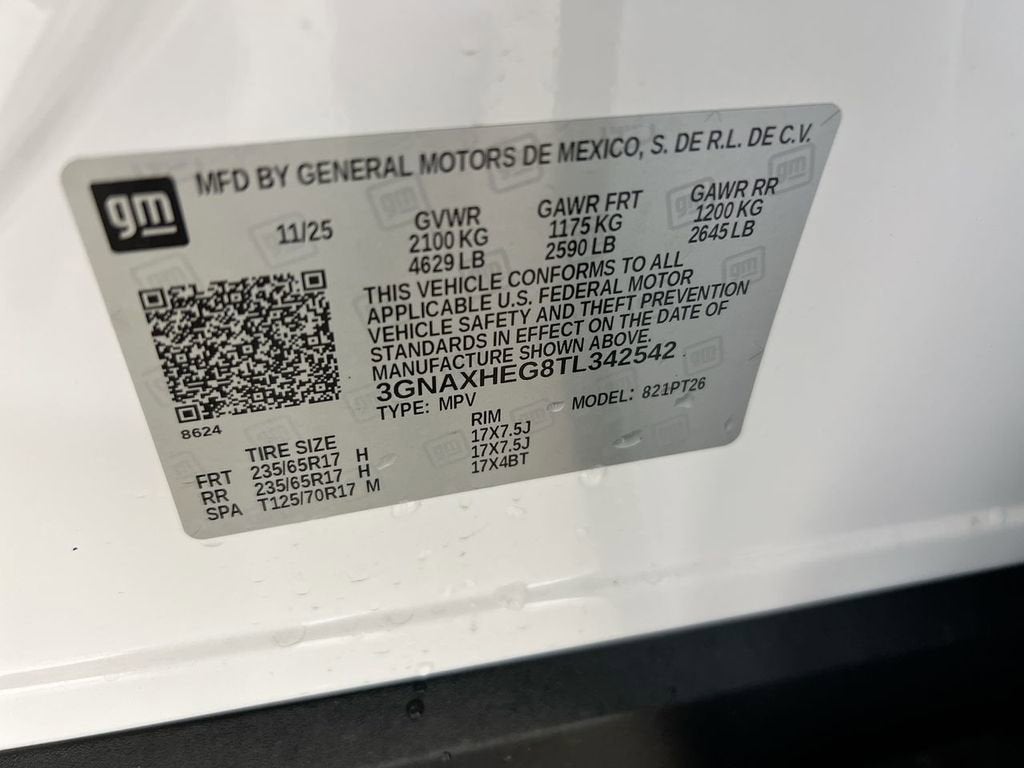 gm
MFD BY GENERAL MOTORS DE MEXICO, S. DE R.L. DE C.V.
11/25
GVWR
2100 KG
4629 LB
GAWR FRT
1175 KG
2590 LB
GAWR RR
1200 KG
2645 LB
THIS VEHICLE CONFORMS TO ALL
APPLICABLE U.S. FEDERAL MOTOR
VEHICLE SAFETY AND THEFT PREVENTION
STANDARDS IN EFFECT ON THE DATE OF
MANUFACTURE SHOWN ABOVE.
3GNAXHEG8TL342542
TYPE: MPV MODEL: 821PT26
8624
TIRE SIZE RIM
FRT 235/65R17 H 17X7.5J
RR 235/65R17 H 17X7.5J
SPA T125/70R17 M 17X4BT